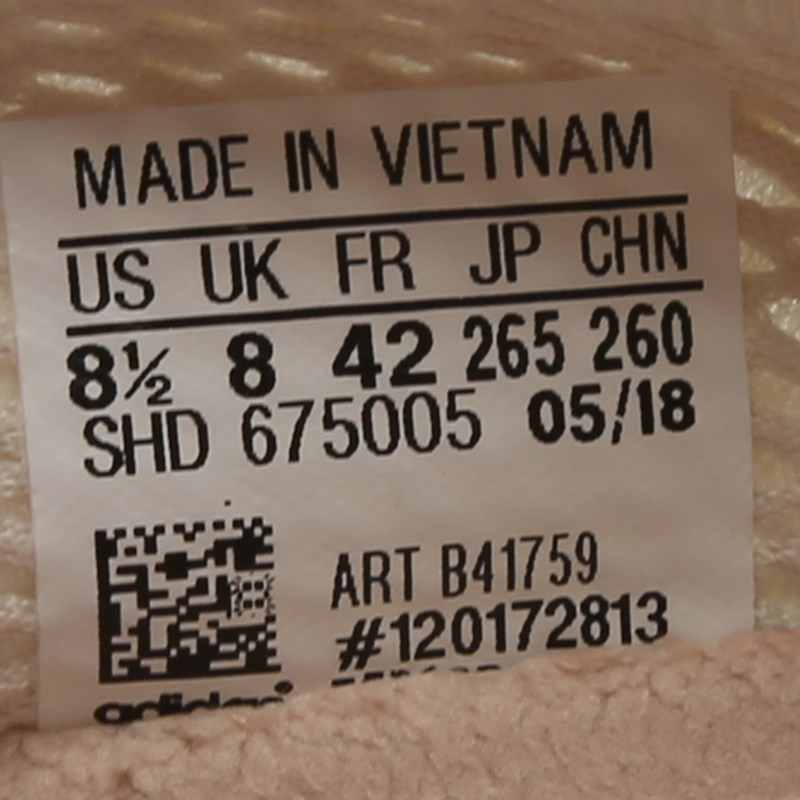 MADE IN VIETNAM
US UK FR JP CHN
8½ 8 42 265 260
SHD 675005 05/18
ART B41759
#120172813
adidas